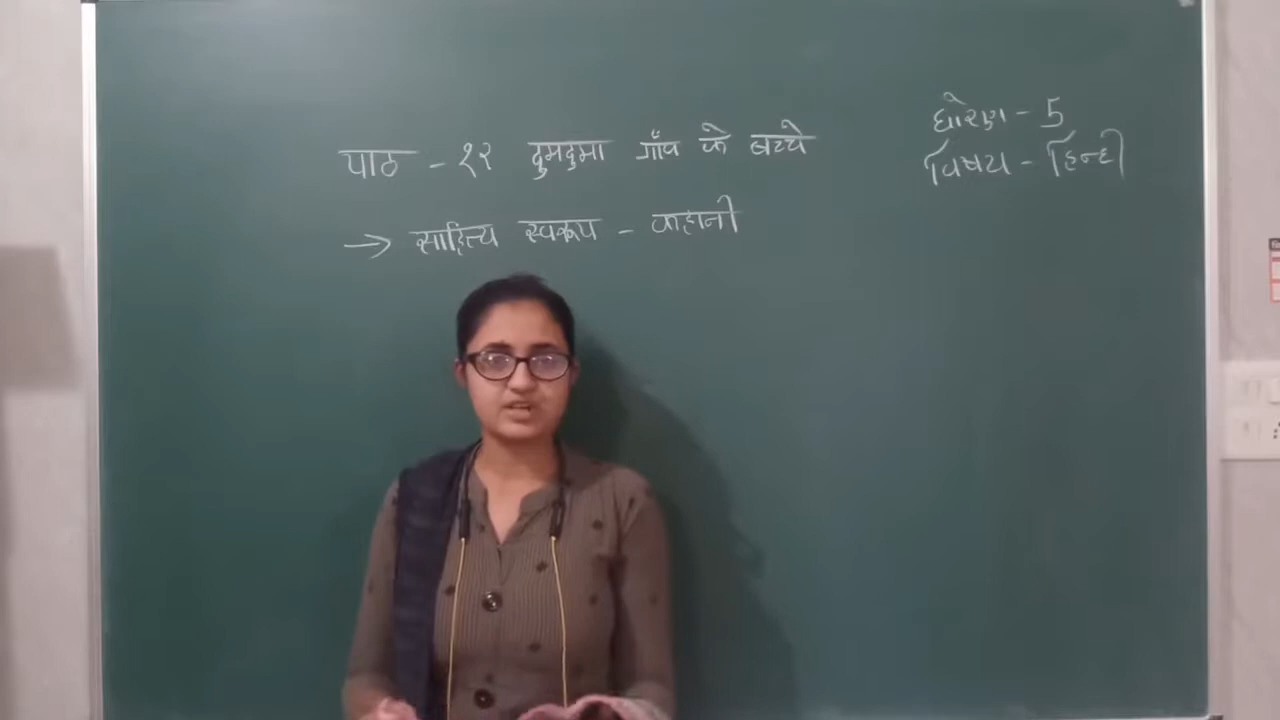 पाठ - १२ दुमदुमा गाँव के बच्चे
→ साहित्य स्वरूप - कहानी
धोरण - 5
विषय - हिन्दी